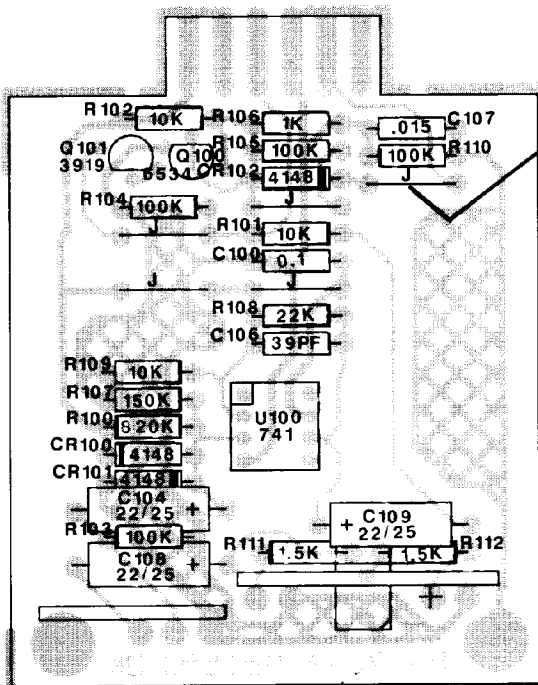 R102 10K
R106 1K
.015 C107
Q101
3919
Q100
6534
R105 100K
100K R110
CR102 4148
J
J
R104 100K
J
R101 10K
C100 0.1
J
J
R108 22K
C106 39PF
R109 10K
R107 150K
R100 820K
CR100 4148
CR101 4148
U100
741
C104
22/25 +
R103 100K
C108
22/25 +
+ C109
22/25
R111 1.5K
1.5K R112
+